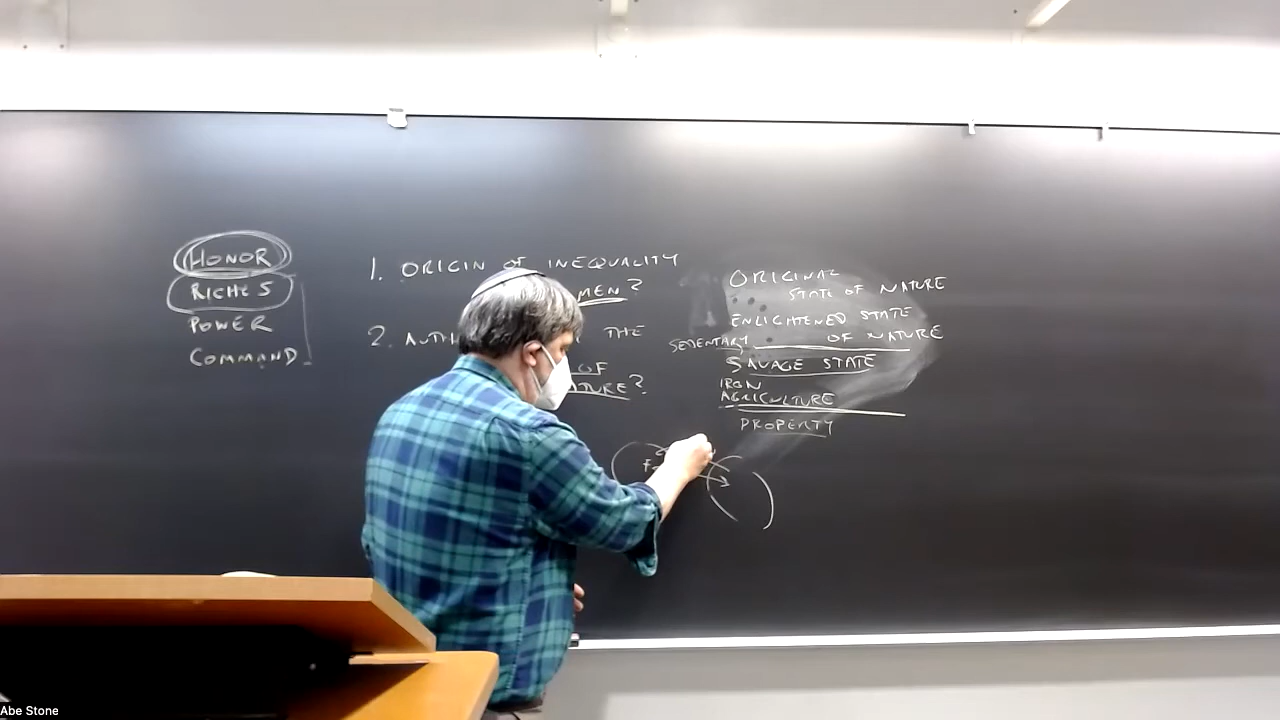 HONOR
RICHES
POWER
COMMAND
1. ORIGIN OF INEQUALITY
MEN?
2. AUTH THE
OF
TURE?
ORIGINAL
STATE OF NATURE
ENLIGHTENED STATE
OF NATURE
SEDENTARY
SAVAGE STATE
IRON
AGRICULTURE
PROPERTY
F
Abe Stone